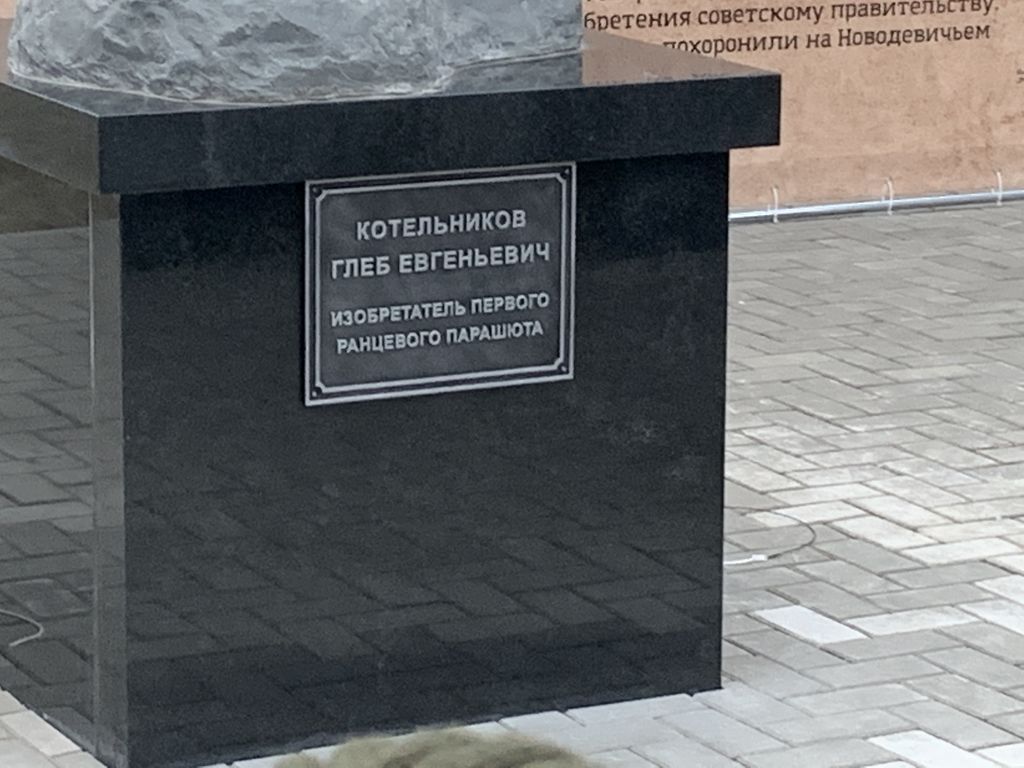 бретения советскому правительству.
похоронили на Новодевичьем
КОТЕЛЬНИКОВ
ГЛЕБ ЕВГЕНЬЕВИЧ
ИЗОБРЕТАТЕЛЬ ПЕРВОГО
РАНЦЕВОГО ПАРАШЮТА